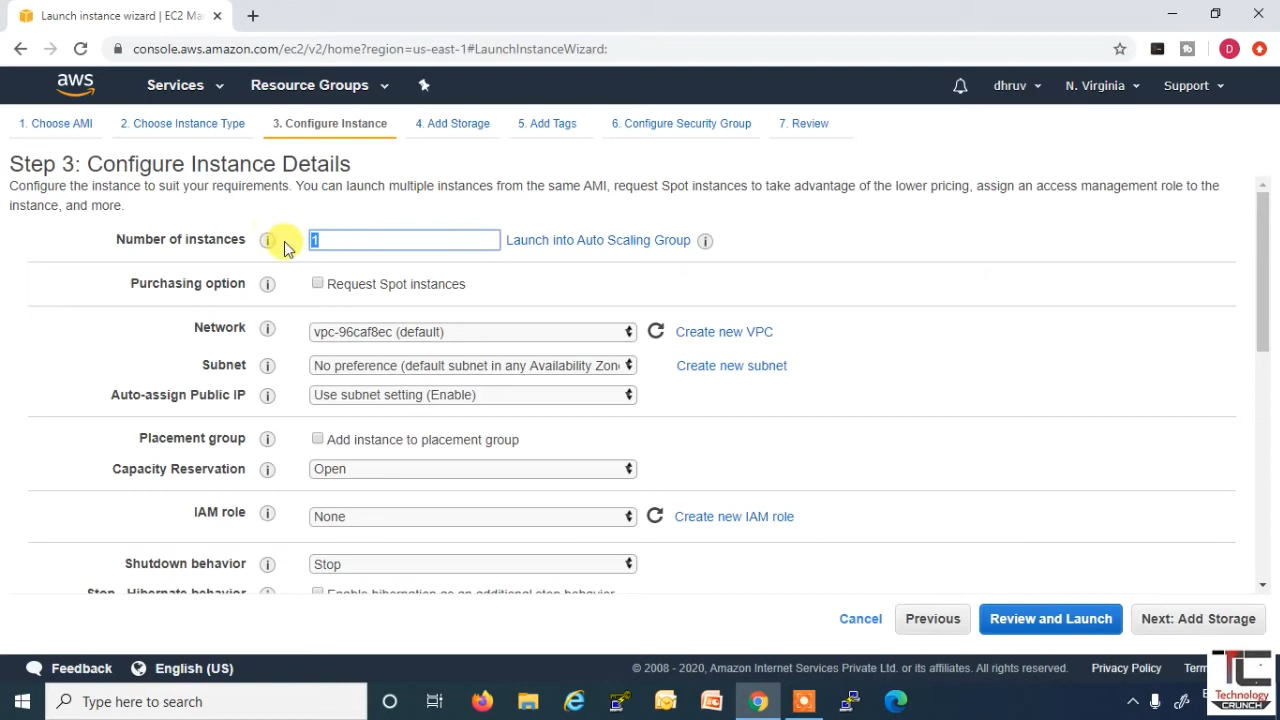 Launch instance wizard | EC2 Ma
console.aws.amazon.com/ec2/v2/home?region=us-east-1#LaunchInstanceWizard:
D
aws
Services
Resource Groups
dhruv
N. Virginia
Support
1. Choose AMI
2. Choose Instance Type
3. Configure Instance
4. Add Storage
5. Add Tags
6. Configure Security Group
7. Review
Step 3: Configure Instance Details
Configure the instance to suit your requirements. You can launch multiple instances from the same AMI, request Spot instances to take advantage of the lower pricing, assign an access management role to the
instance, and more.
Number of instances
1
Launch into Auto Scaling Group
Purchasing option
Request Spot instances
Network
vpc-96caf8ec (default)
Create new VPC
Subnet
No preference (default subnet in any Availability Zon
Create new subnet
Auto-assign Public IP
Use subnet setting (Enable)
Placement group
Add instance to placement group
Capacity Reservation
Open
IAM role
None
Create new IAM role
Shutdown behavior
Stop
Stop - Hibernate behavior
Enable hibernation as an additional stop behavior
Cancel
Previous
Review and Launch
Next: Add Storage
Feedback
English (US)
© 2008 - 2020, Amazon Internet Services Private Ltd. or its affiliates. All rights reserved.
Privacy Policy
Term
Type here to search
TC
Technology
CRUNCH